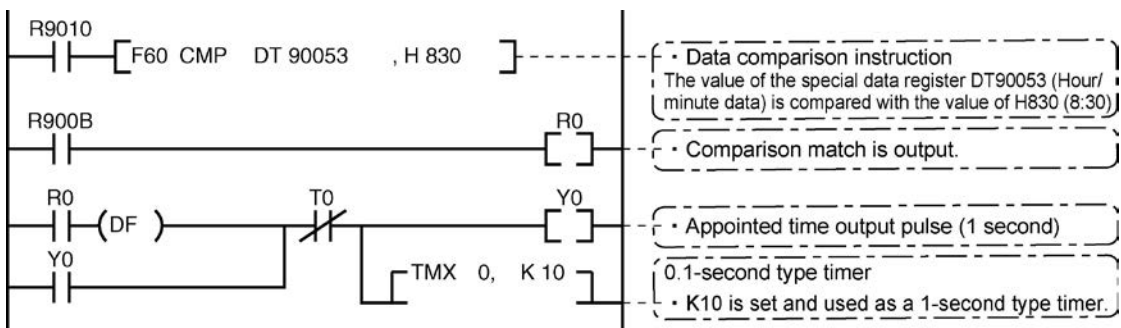 R9010
F60 CMP DT 90053 , H 830
· Data comparison instruction
The value of the special data register DT90053 (Hour/
minute data) is compared with the value of H830 (8:30)
R900B
R0
· Comparison match is output.
R0
(DF )
T0
Y0
· Appointed time output pulse (1 second)
Y0
TMX 0, K 10
0.1-second type timer
· K10 is set and used as a 1-second type timer.